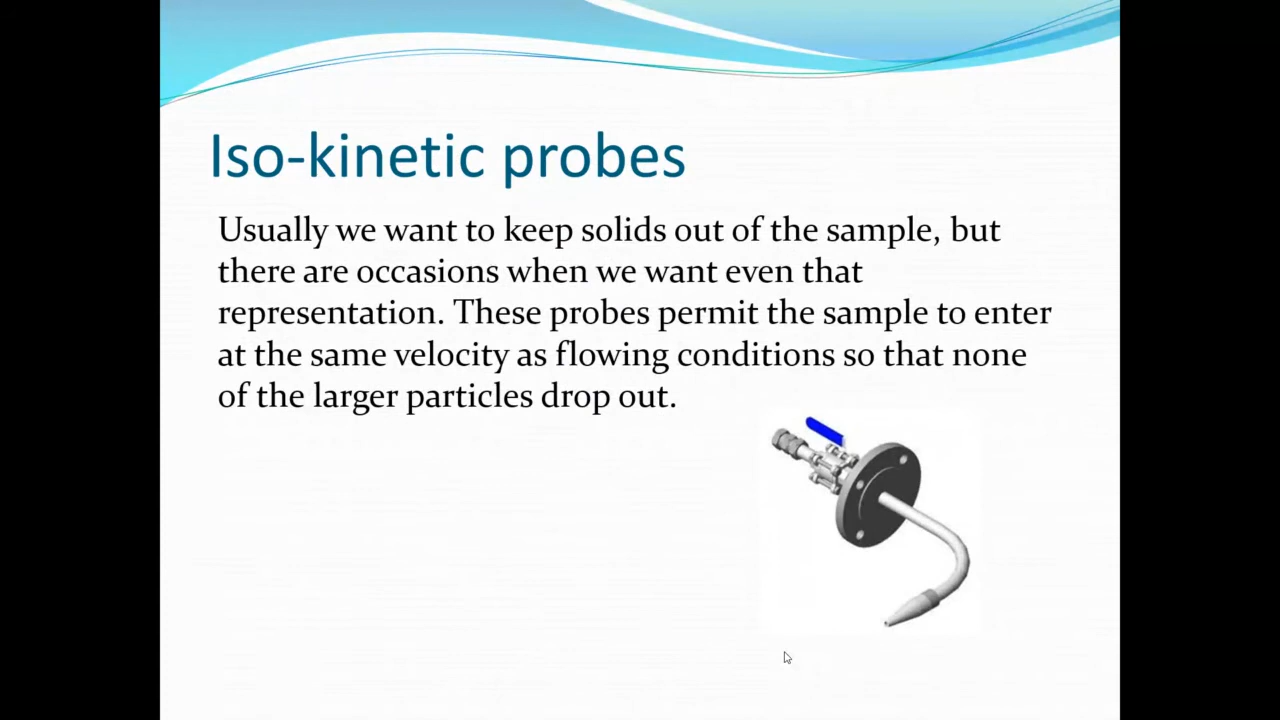 Iso-kinetic probes
Usually we want to keep solids out of the sample, but
there are occasions when we want even that
representation. These probes permit the sample to enter
at the same velocity as flowing conditions so that none
of the larger particles drop out.